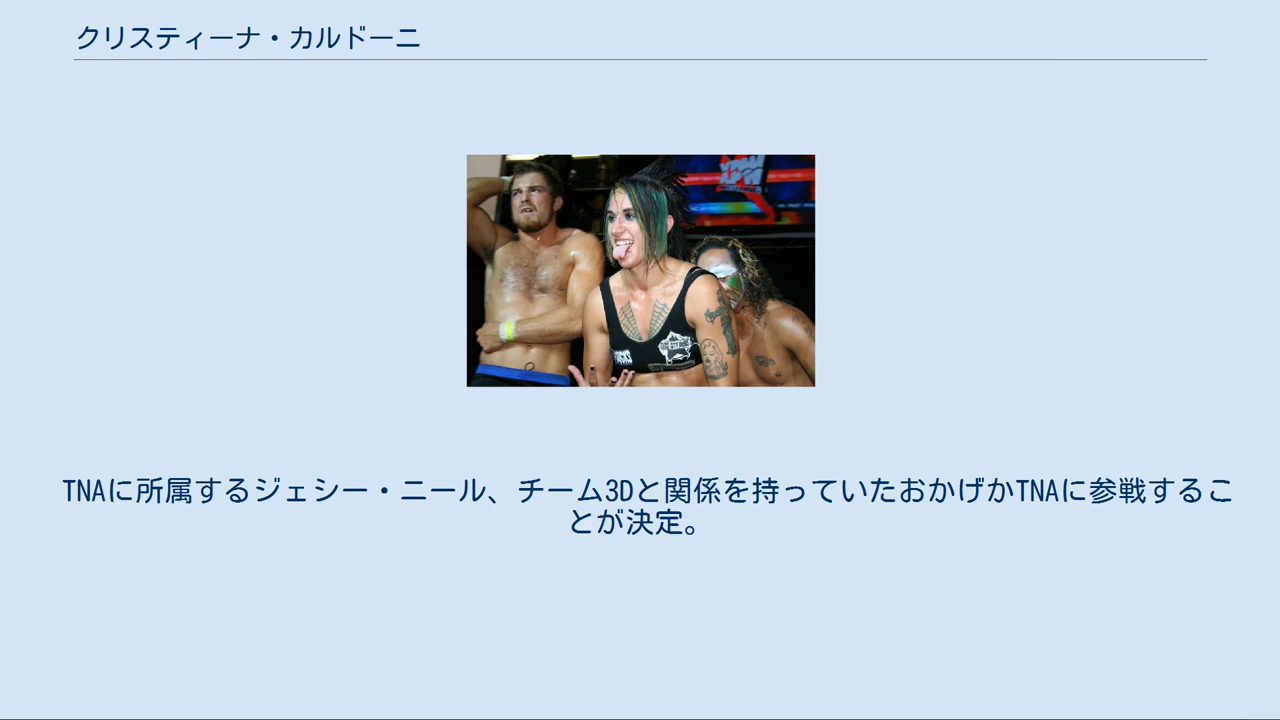 クリスティーナ・カルドーニ
TNAに所属するジェシー・ニール、チーム3Dと関係を持っていたおかげかTNAに参戦するこ
とが決定。